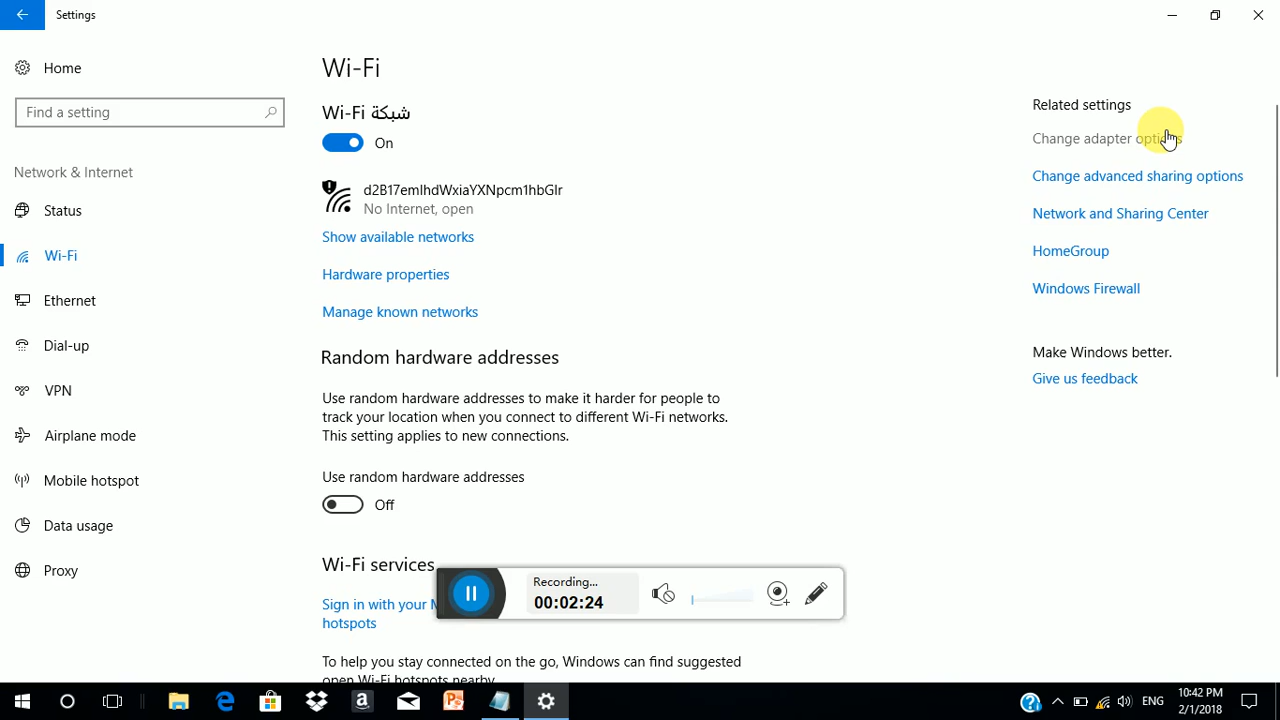 Settings
Home
Find a setting
Network & Internet
Status
Wi-Fi
Ethernet
Dial-up
VPN
Airplane mode
Mobile hotspot
Data usage
Proxy
Wi-Fi
Wi-Fi شبكة
On
No Internet, open
Show available networks
Hardware properties
Manage known networks
Random hardware addresses
Use random hardware addresses to make it harder for people to
track your location when you connect to different Wi-Fi networks.
This setting applies to new connections.
Use random hardware addresses
Off
Wi-Fi services
Sign in with your
hotspots
To help you stay connected on the go, Windows can find suggested
open Wi-Fi hotspots nearby.
Related settings
Change adapter options
Change advanced sharing options
Network and Sharing Center
HomeGroup
Windows Firewall
Make Windows better.
Give us feedback
Recording...
00:02:24
ENG
10:42 PM
2/1/2018